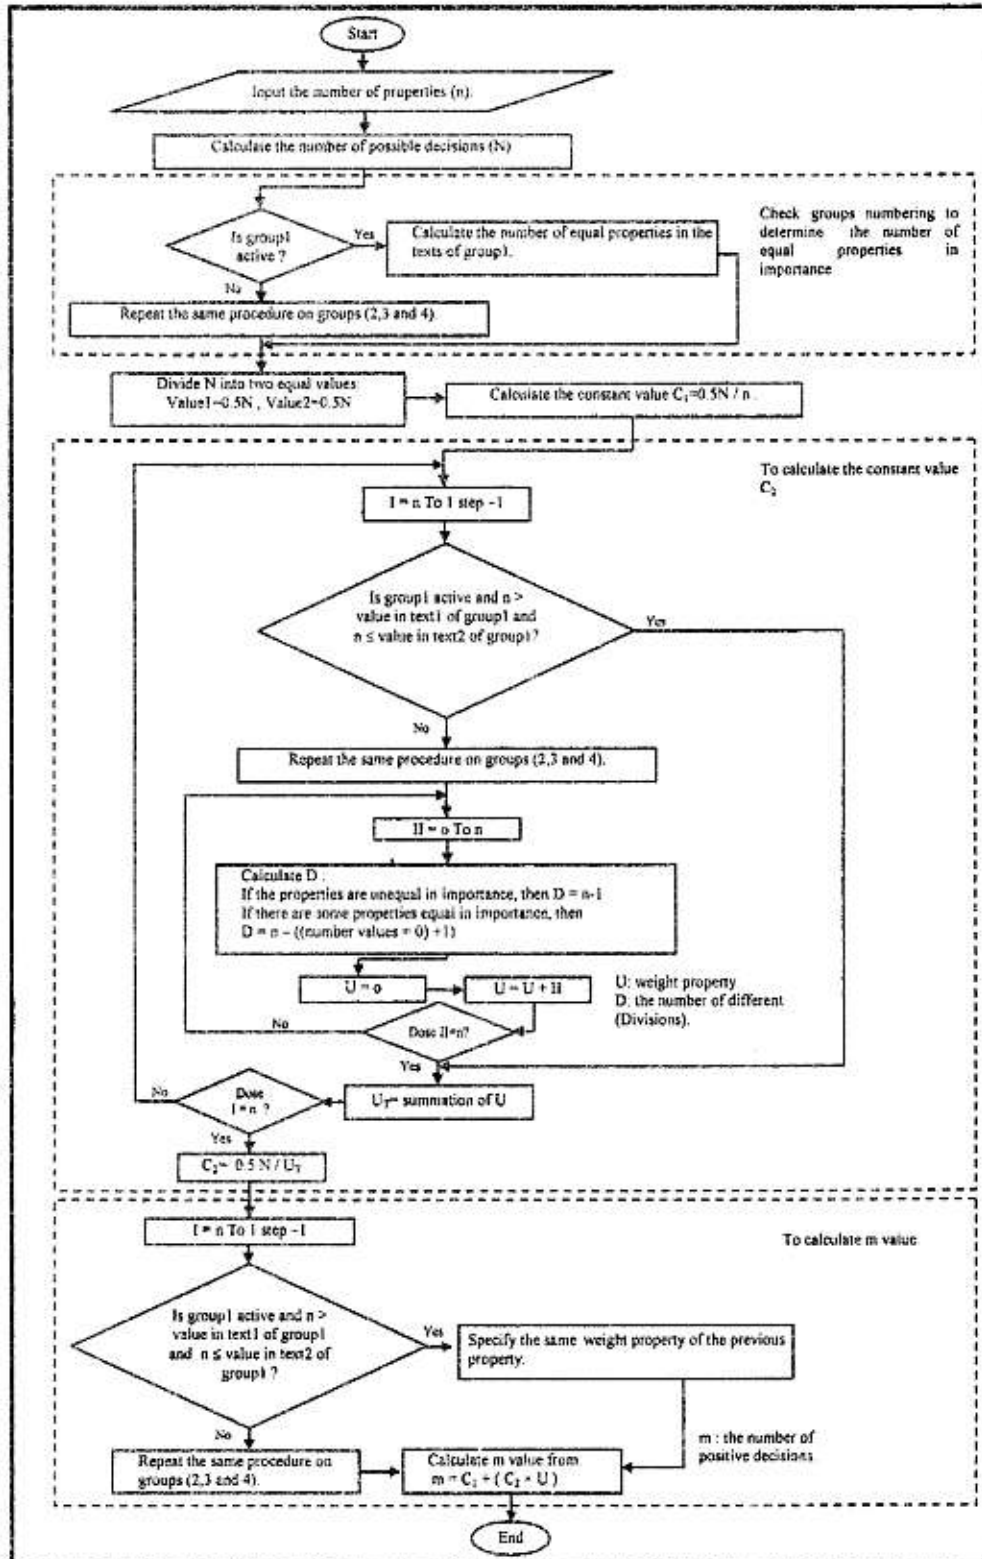 Start
Input the number of properties (n).
Calculate the number of possible decisions (N)
Check groups numbering to
determine the number of
equal properties in
importance
Is group1
active ?
Yes
Calculate the number of equal properties in the
texts of group1.
No
Repeat the same procedure on groups (2,3 and 4).
Divide N into two equal values
Value1=0.5N , Value2=0.5N
Calculate the constant value C₁=0.5N / n .
To calculate the constant value
C₂
I = n To 1 step -1
Is group1 active and n >
value in text1 of group1 and
n ≤ value in text2 of group1?
Yes
No
Repeat the same procedure on groups (2,3 and 4).
H = o To n
Calculate D :
If the properties are unequal in importance, then D = n-1
If there are some properties equal in importance, then
D = n – ((number values = 0) +1)
U = o
U = U + H
U: weight property
D: the number of different
(Divisions).
No
Dose H=n?
Yes
No
Dose
I = n ?
U_T= summation of U
Yes
C₂= 0.5 N / U_T
I = n To 1 step -1
To calculate m value
Is group1 active and n >
value in text1 of group1
and n ≤ value in text2 of
group1 ?
Yes
Specify the same weight property of the previous
property.
No
m : the number of
positive decisions
Repeat the same procedure on
groups (2,3 and 4).
Calculate m value from
m = C₁ + ( C₂ * U )
End